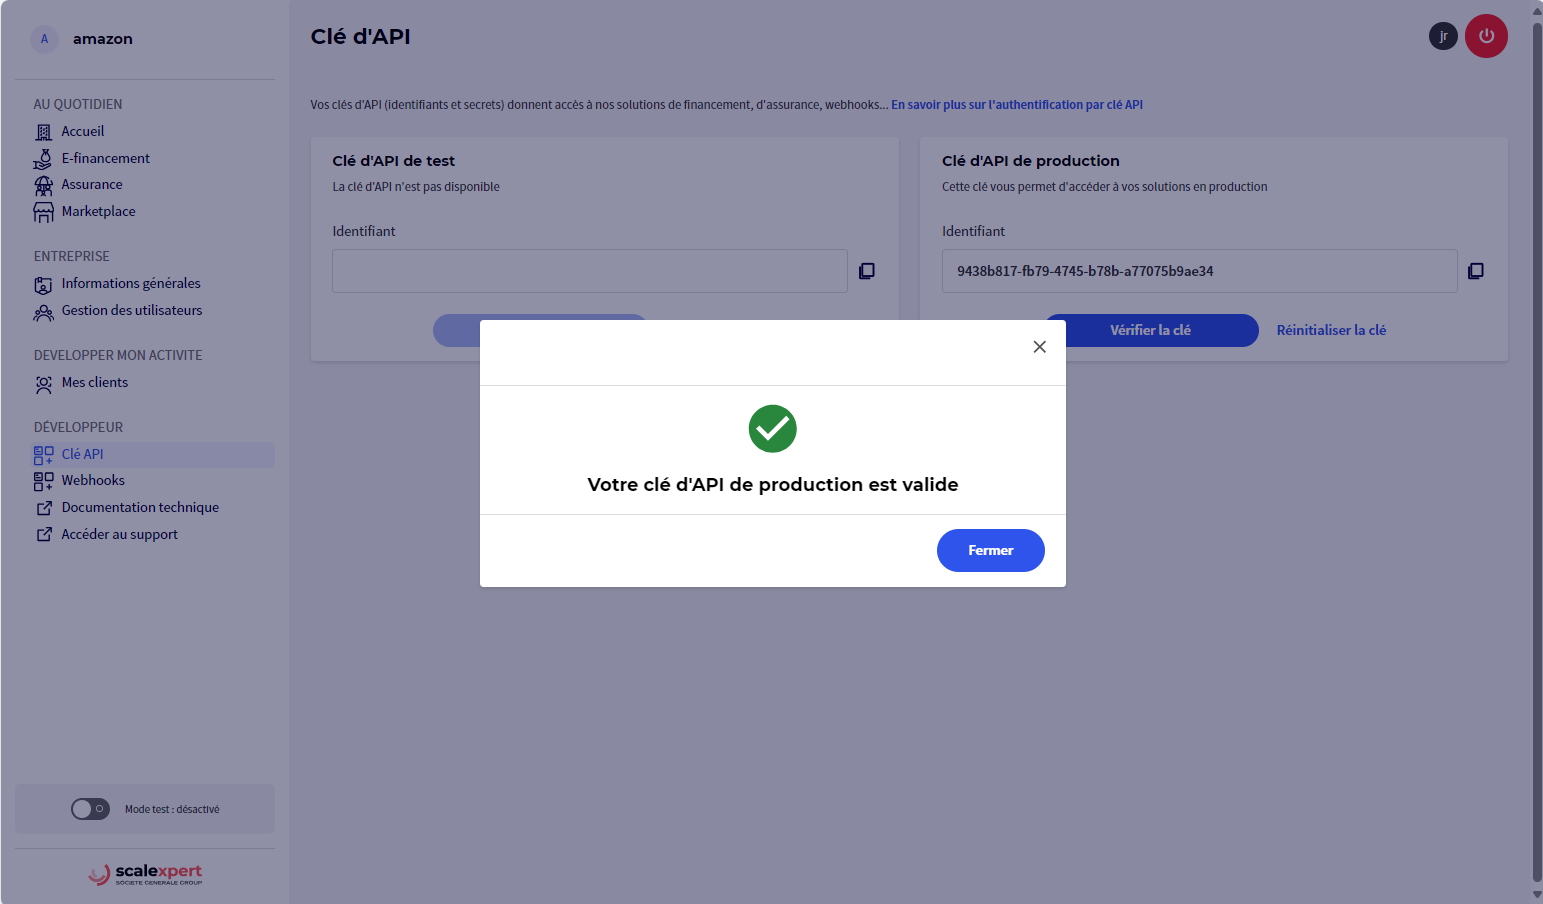 A amazon
AU QUOTIDIEN
Accueil
E-financement
Assurance
Marketplace
ENTREPRISE
Informations générales
Gestion des utilisateurs
DEVELOPPER MON ACTIVITE
Mes clients
DÉVELOPPEUR
Clé API
Webhooks
Documentation technique
Accéder au support
Mode test : désactivé
scalexpert
SOCIETE GENERALE GROUP
Clé d'API
jr
Vos clés d'API (identifiants et secrets) donnent accès à nos solutions de financement, d'assurance, webhooks... En savoir plus sur l'authentification par clé API
Clé d'API de test
La clé d'API n'est pas disponible
Identifiant
Clé d'API de production
Cette clé vous permet d'accéder à vos solutions en production
Identifiant
9438b817-fb79-4745-b78b-a77075b9ae34
Vérifier la clé
Réinitialiser la clé
Votre clé d'API de production est valide
Fermer